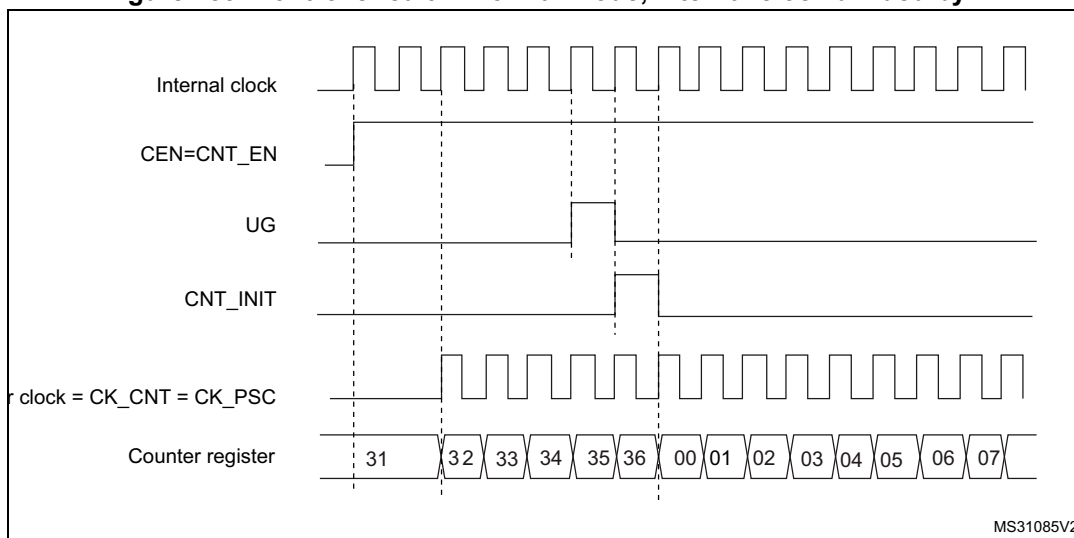 Internal clock
CEN=CNT_EN
UG
CNT_INIT
r clock = CK_CNT = CK_PSC
Counter register
31 32 33 34 35 36 00 01 02 03 04 05 06 07
MS31085V2